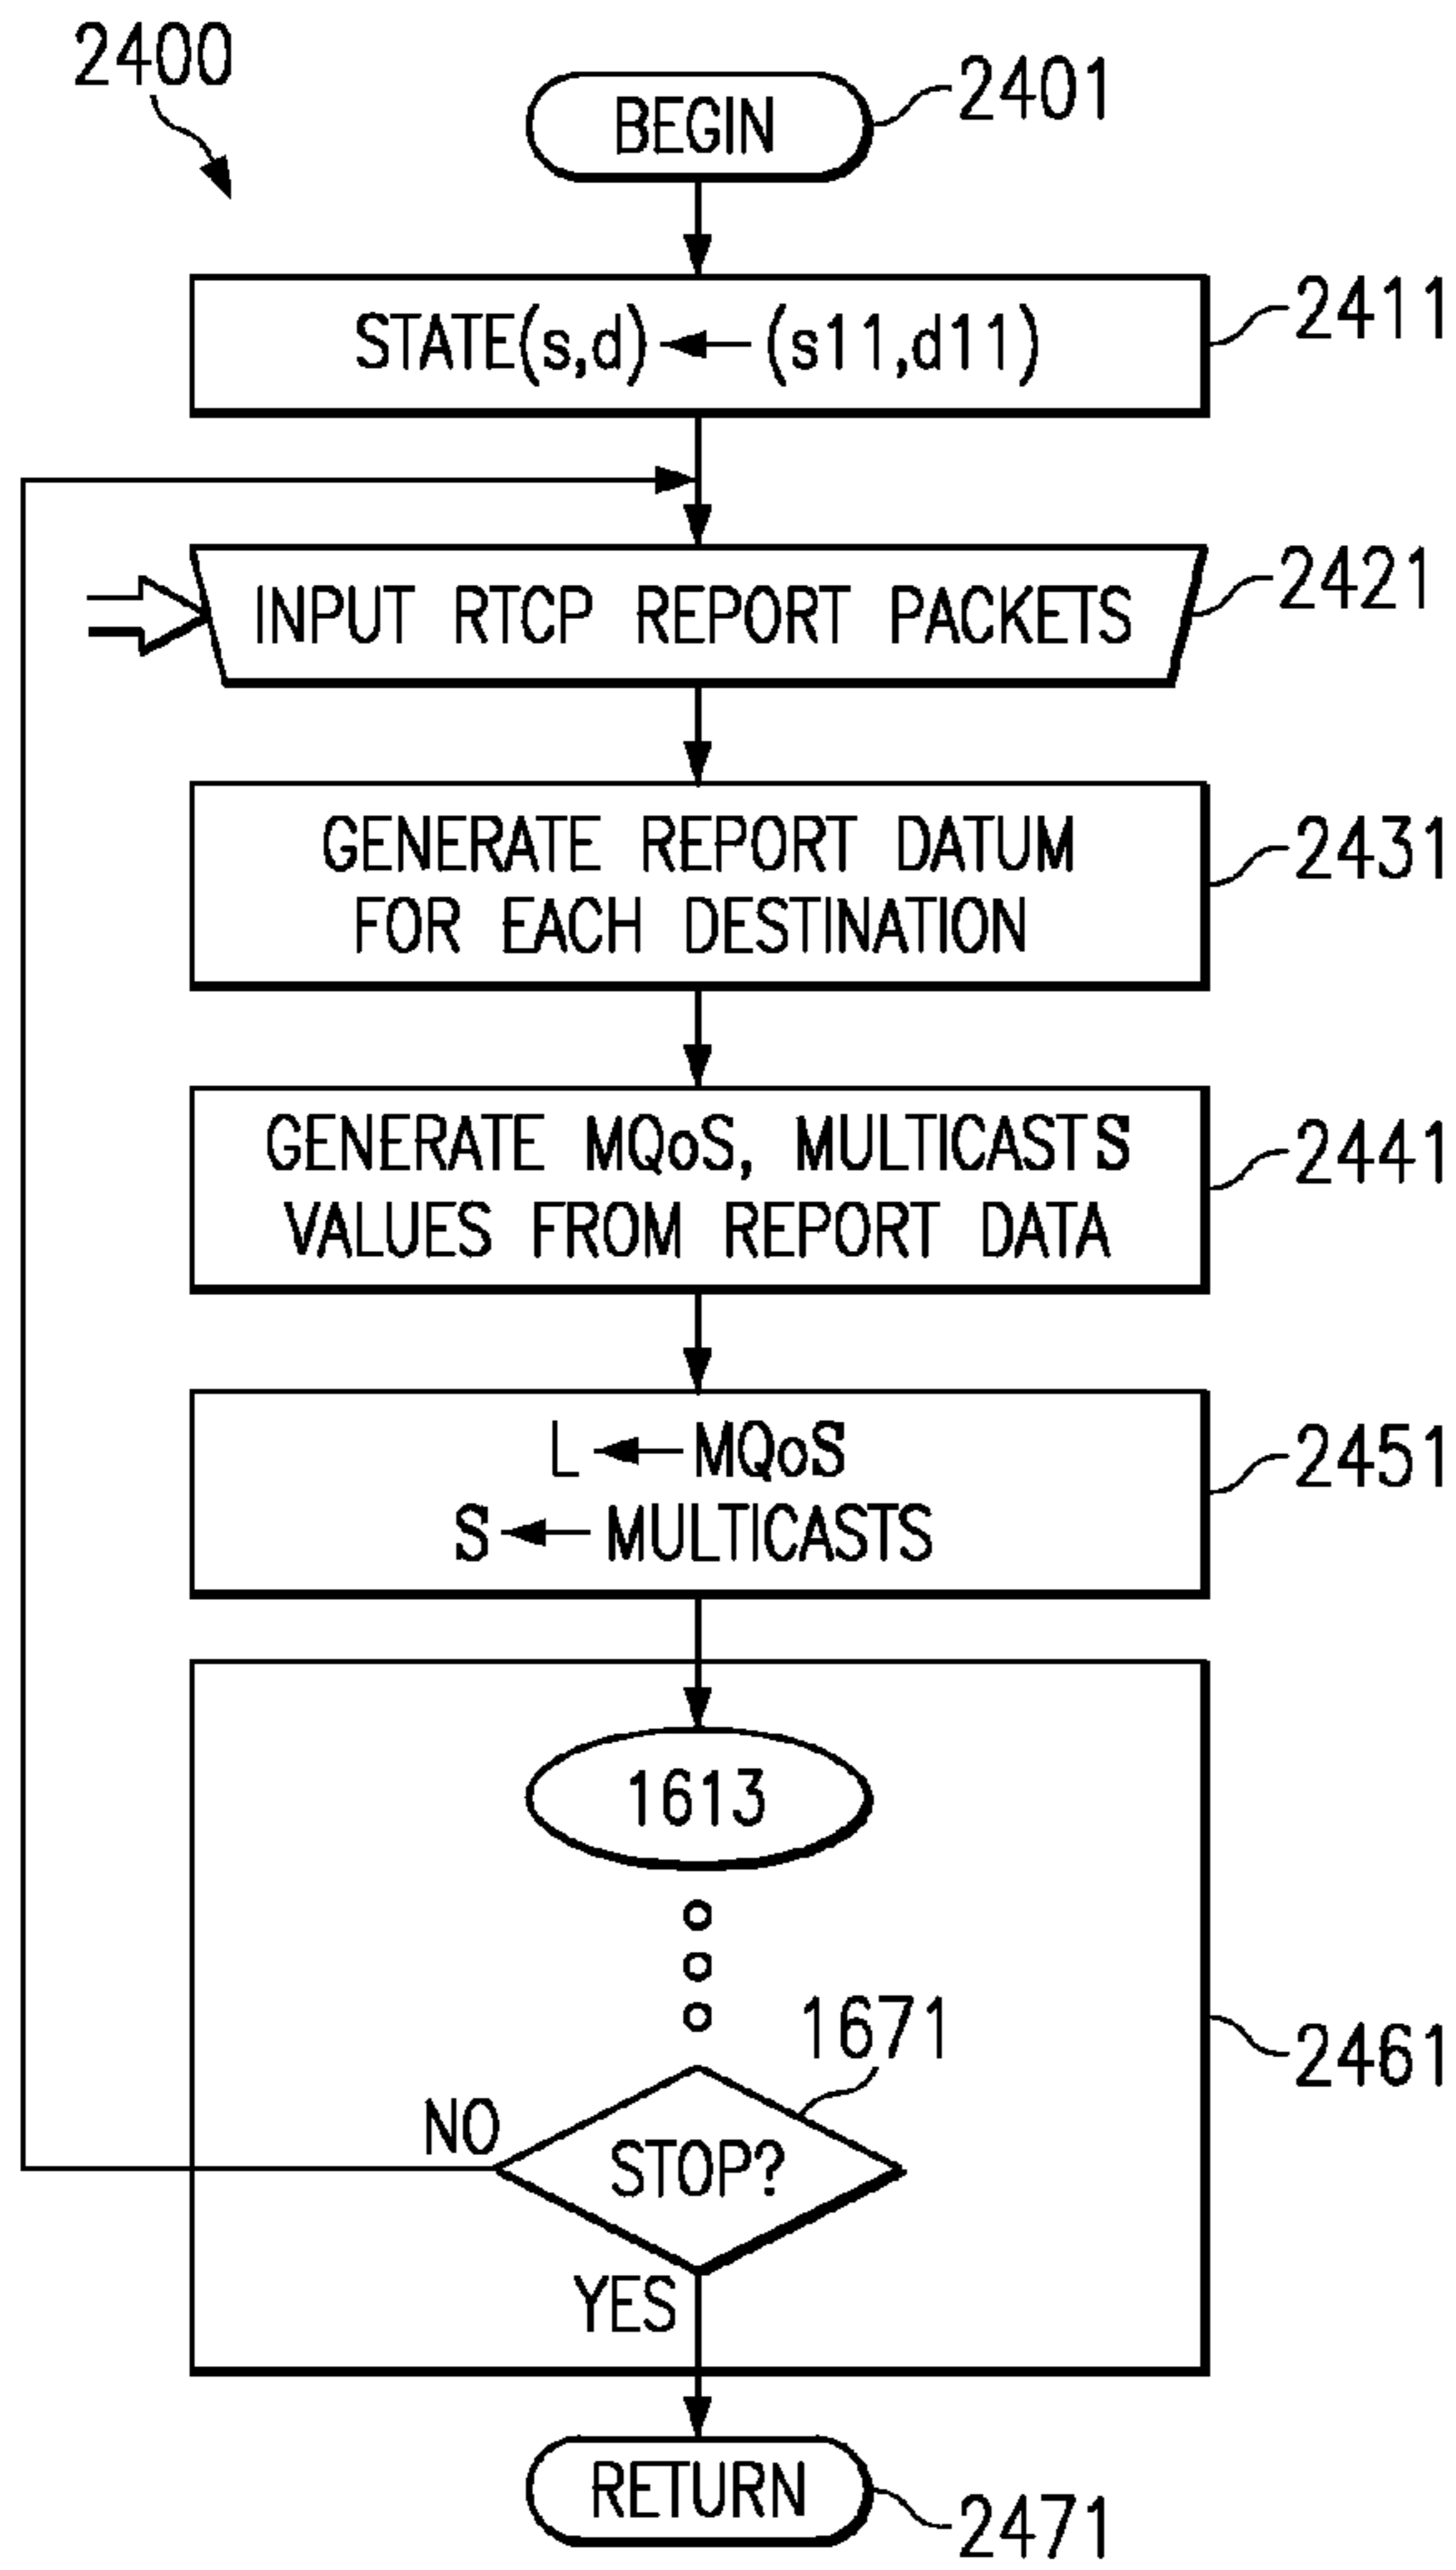 2400
BEGIN
2401
STATE(s,d) ← (s11,d11)
2411
INPUT RTCP REPORT PACKETS
2421
GENERATE REPORT DATUM
FOR EACH DESTINATION
2431
GENERATE MQoS, MULTICASTS
VALUES FROM REPORT DATA
2441
L ← MQoS
S ← MULTICASTS
2451
1613
1671
2461
NO
STOP?
YES
RETURN
2471